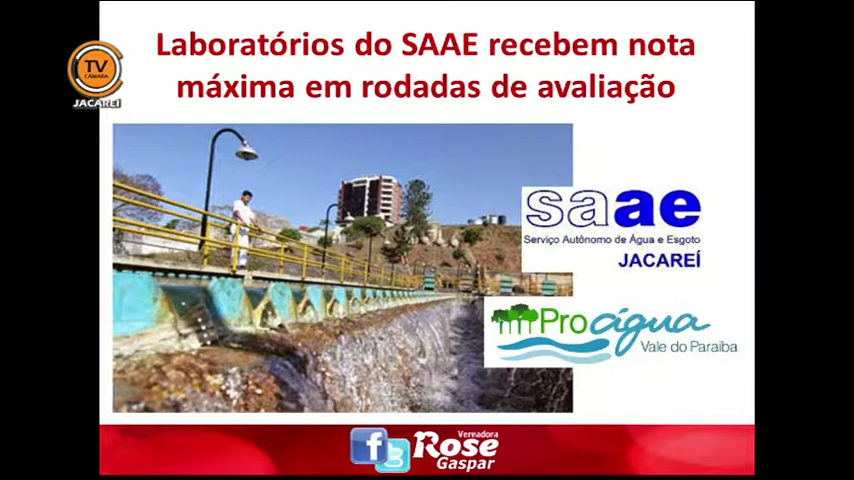 Laboratórios do SAAE recebem nota
máxima em rodadas de avaliação
TV
CÂMARA
JACAREÍ
saae
Serviço Autônomo de Água e Esgoto
JACAREÍ
Proágua
Vale do Paraíba
f
t
Vereadora
Rose
Gaspar